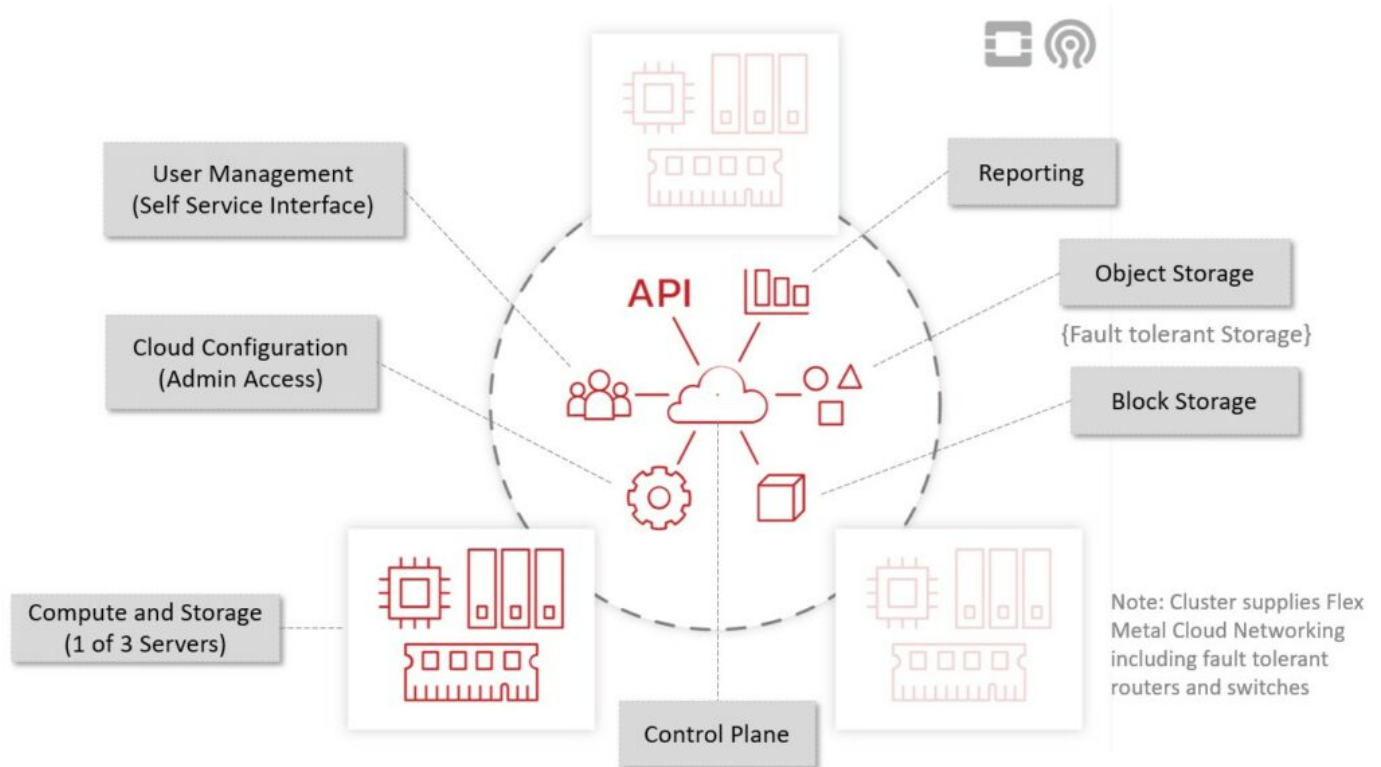 User Management
(Self Service Interface)
Reporting
API
Object Storage
{Fault tolerant Storage}
Cloud Configuration
(Admin Access)
Block Storage
Compute and Storage
(1 of 3 Servers)
Note: Cluster supplies Flex
Metal Cloud Networking
including fault tolerant
routers and switches
Control Plane